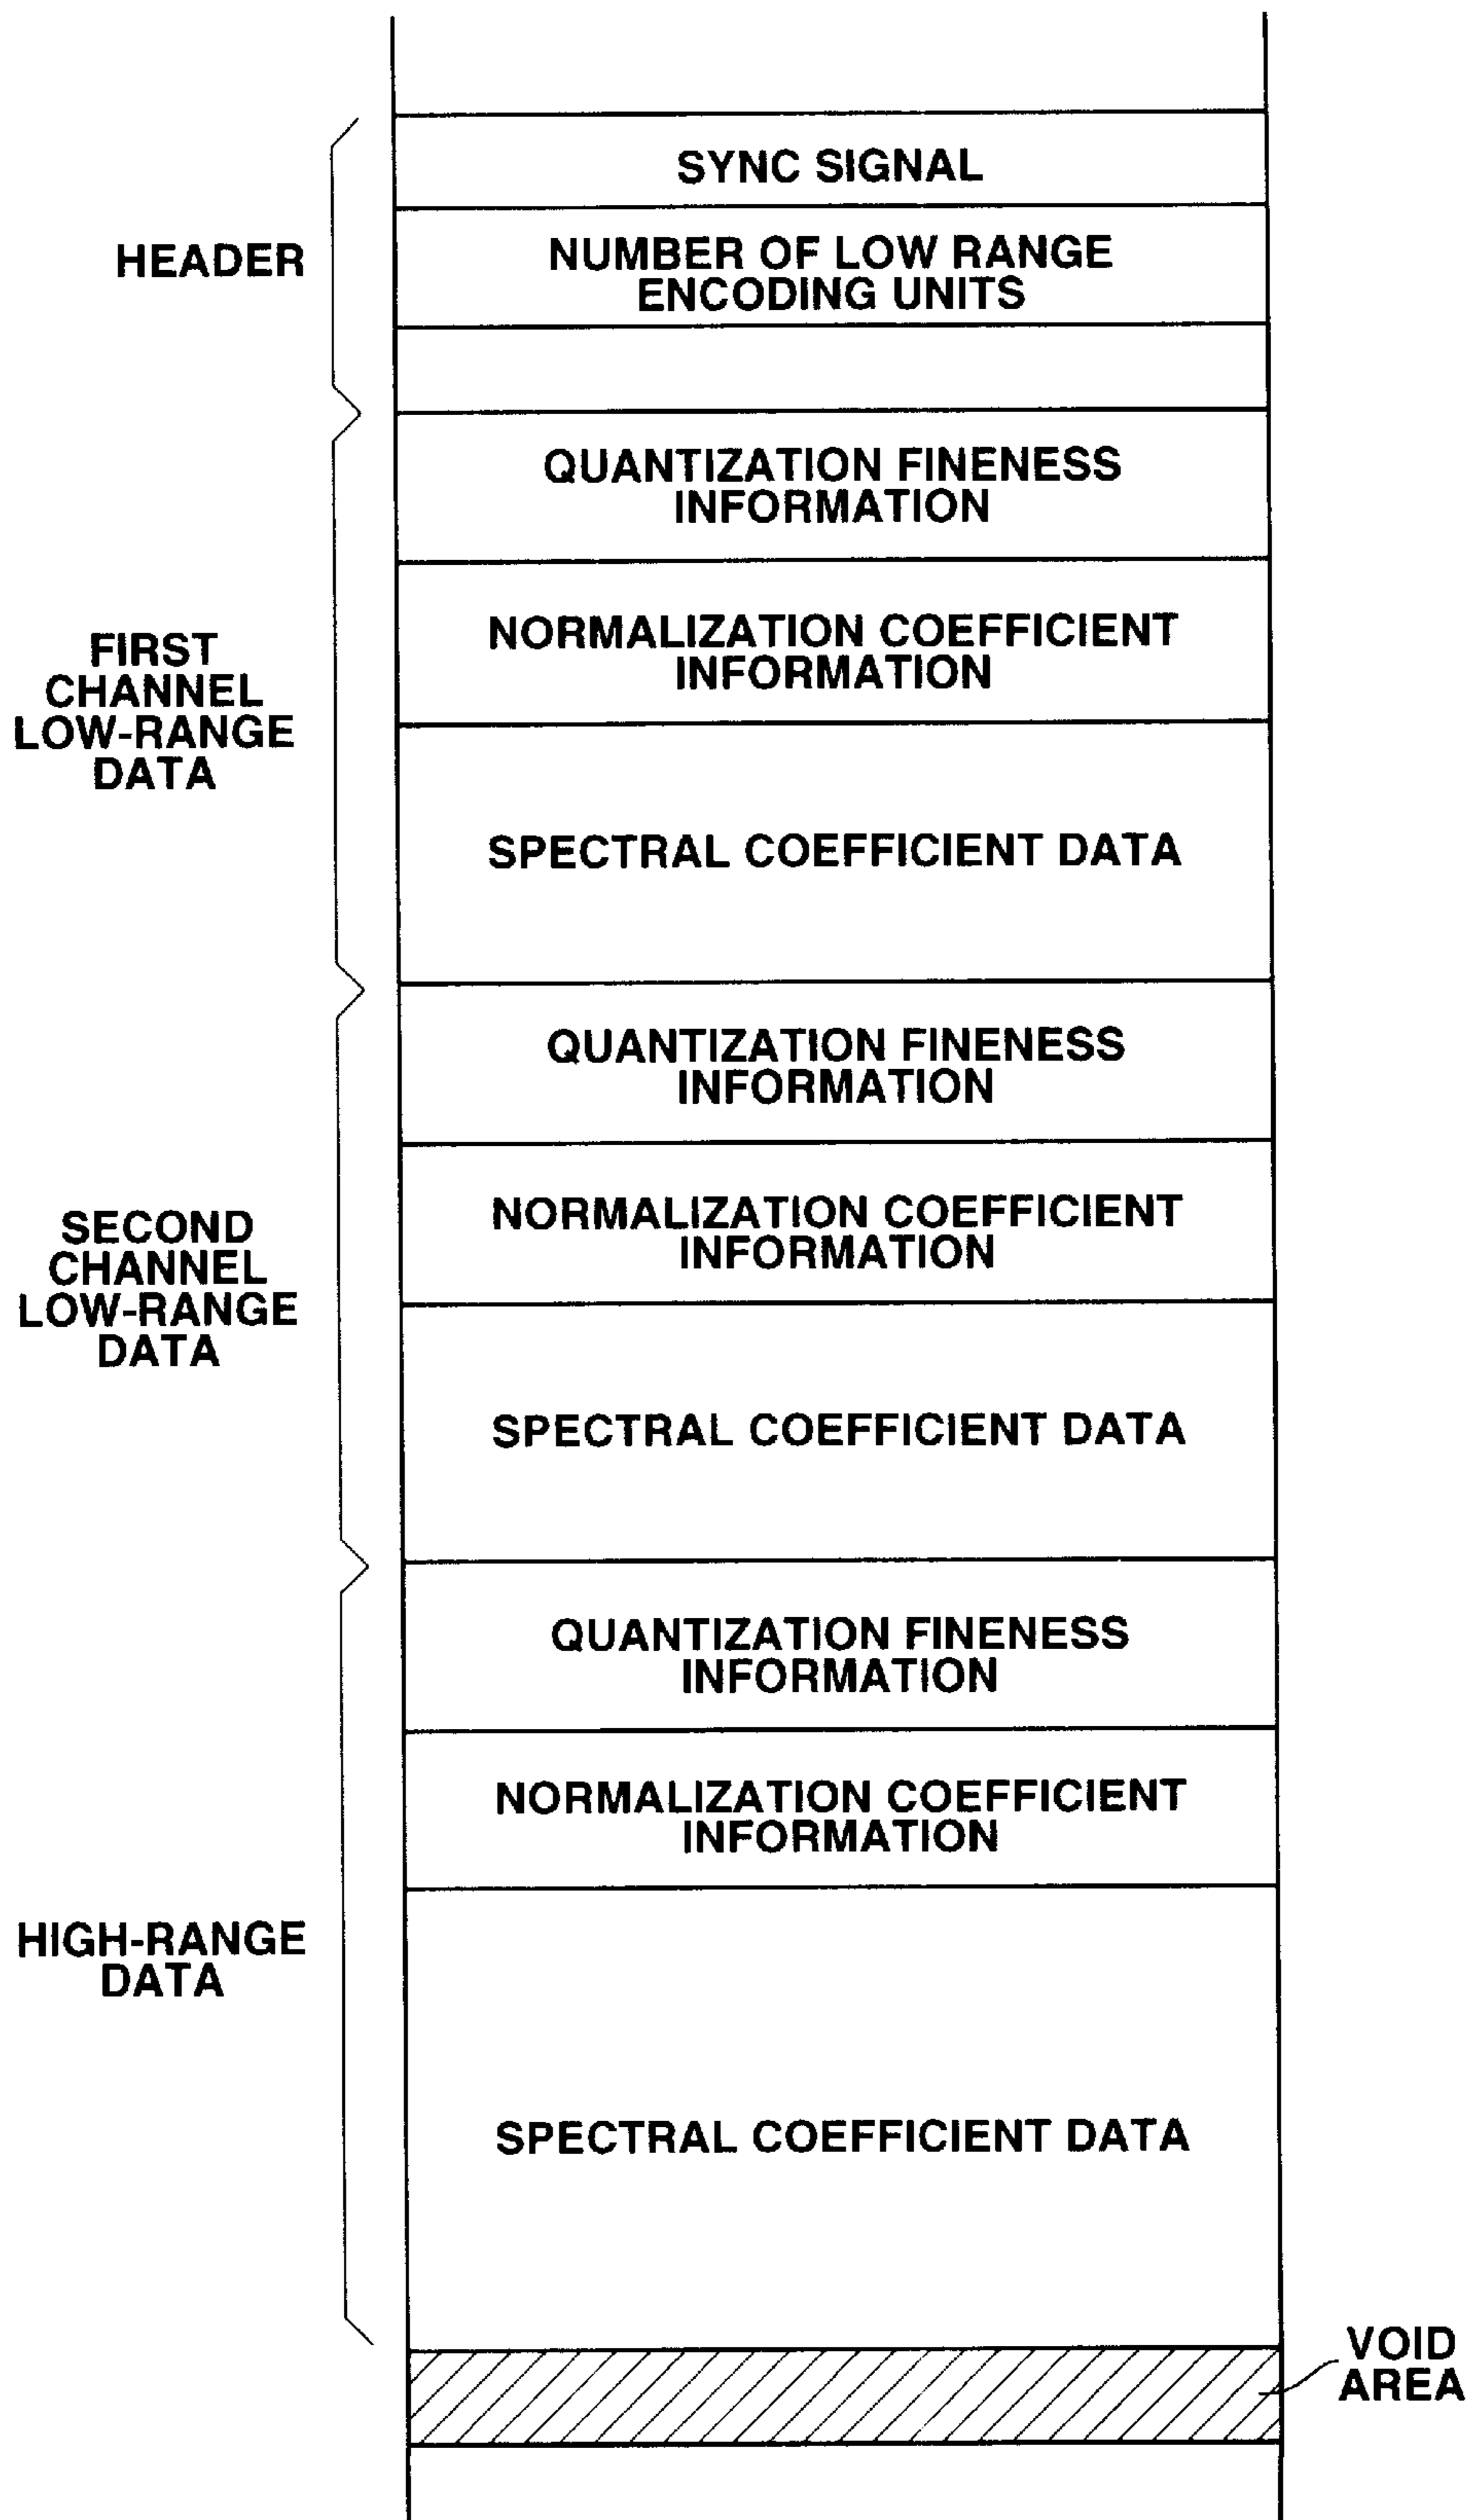 SYNC SIGNAL
HEADER
NUMBER OF LOW RANGE
ENCODING UNITS
QUANTIZATION FINENESS
INFORMATION
FIRST
CHANNEL
LOW-RANGE
DATA
NORMALIZATION COEFFICIENT
INFORMATION
SPECTRAL COEFFICIENT DATA
QUANTIZATION FINENESS
INFORMATION
SECOND
CHANNEL
LOW-RANGE
DATA
NORMALIZATION COEFFICIENT
INFORMATION
SPECTRAL COEFFICIENT DATA
QUANTIZATION FINENESS
INFORMATION
NORMALIZATION COEFFICIENT
INFORMATION
HIGH-RANGE
DATA
SPECTRAL COEFFICIENT DATA
VOID
AREA